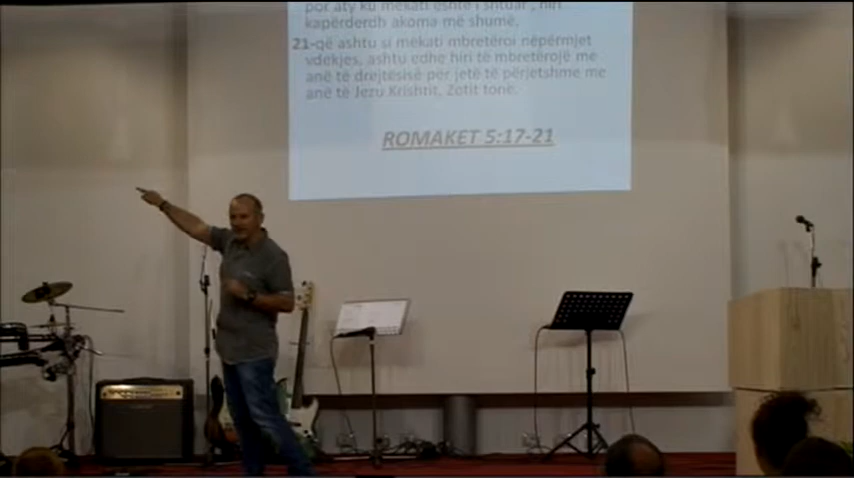 por aty ku mëkati është i shtuar , hiri
kapërderdh akoma më shumë.
21-që ashtu si mëkati mbretëroi nëpërmjet
vdekjes, ashtu edhe hiri të mbretërojë me
anë të drejtësisë për jetë të përjetshme me
anë të Jezu Krishtit, Zotit tonë.
ROMAKET 5:17-21